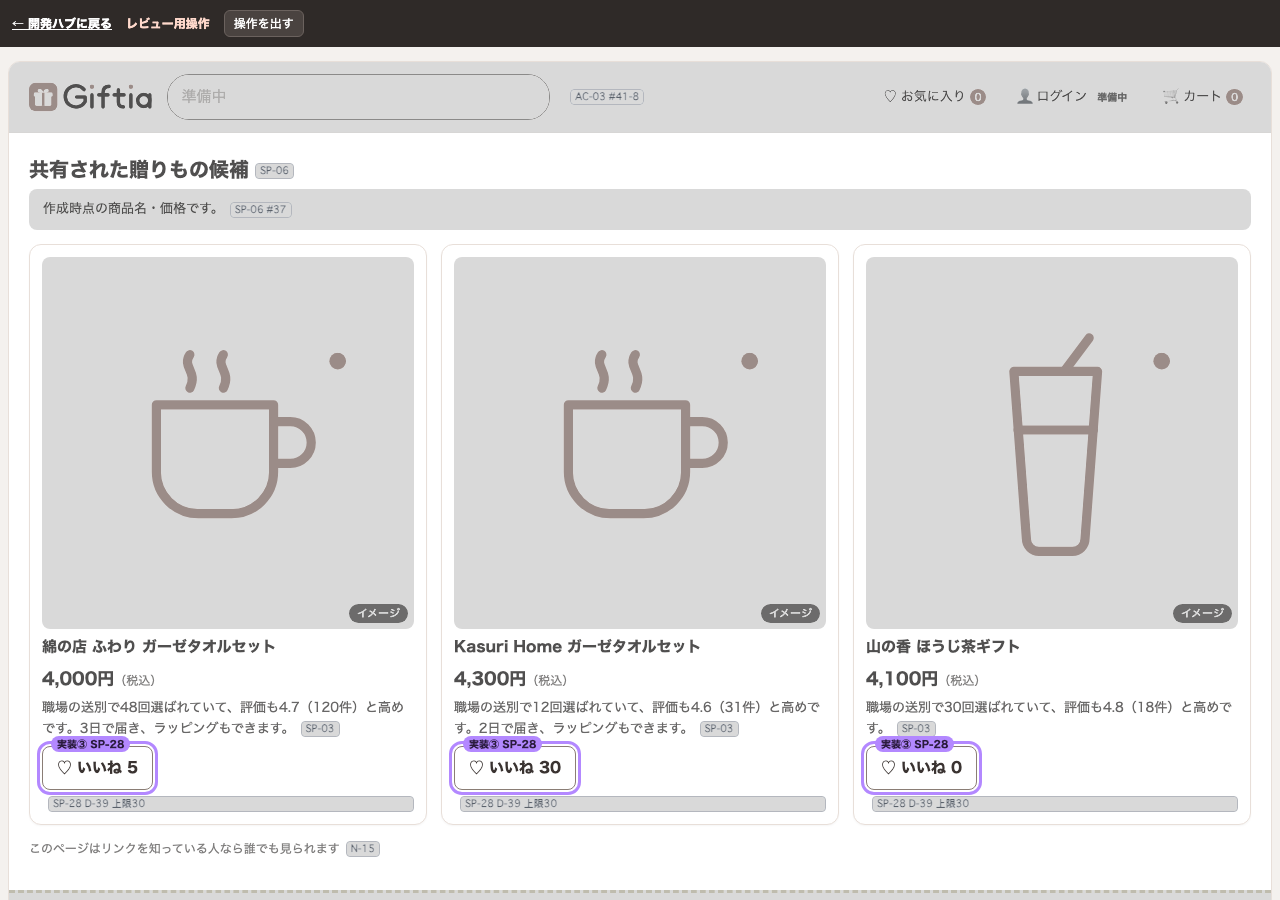 ← 開発ハブに戻る レビュー用操作 操作を出す
Giftia 準備中 AC-03 #41-8 ♡ お気に入り 0 ログイン 準備中 カート 0
共有された贈りもの候補 SP-06
作成時点の商品名・価格です。 SP-06 #37
イメージ
綿の店 ふわり ガーゼタオルセット
4,000円 (税込)
職場の送別で48回選ばれていて、評価も4.7（120件）と高め
です。3日で届き、ラッピングもできます。 SP-03
実装③ SP-28
♡ いいね 5
SP-28 D-39 上限30
イメージ
Kasuri Home ガーゼタオルセット
4,300円 (税込)
職場の送別で12回選ばれていて、評価も4.6（31件）と高めで
す。2日で届き、ラッピングもできます。 SP-03
実装③ SP-28
♡ いいね 30
SP-28 D-39 上限30
イメージ
山の香 ほうじ茶ギフト
4,100円 (税込)
職場の送別で30回選ばれていて、評価も4.8（18件）と高めで
す。 SP-03
実装③ SP-28
♡ いいね 0
SP-28 D-39 上限30
このページはリンクを知っている人なら誰でも見られます N-15